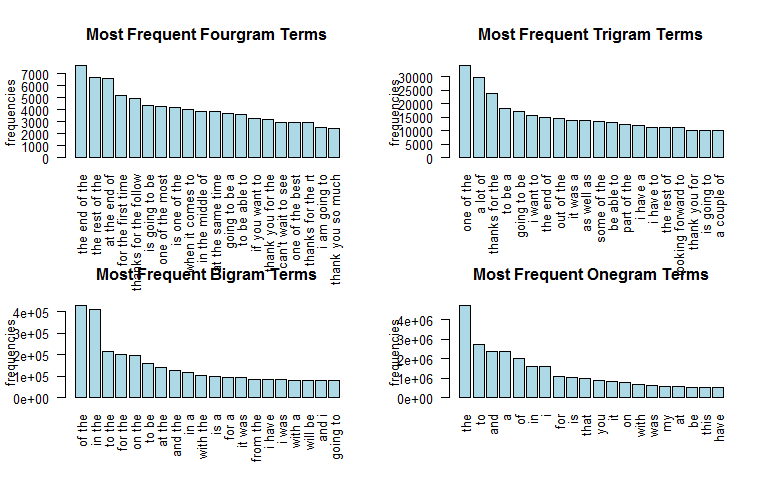 Most Frequent Fourgram Terms
frequencies
7000
6000
5000
4000
3000
2000
1000
0
the end of the
the rest of the
at the end of
for the first time
thanks for the follow
is going to be
one of the most
is one of the
when it comes to
in the middle of
at the same time
going to be a
to be able to
if you want to
thank you for the
can't wait to see
one of the best
thanks for the rt
i am going to
thank you so much
Most Frequent Trigram Terms
frequencies
30000
25000
20000
15000
10000
5000
0
one of the
a lot of
thanks for the
to be a
going to be
i want to
the end of
out of the
it was a
as well as
some of the
be able to
part of the
i have a
i have to
the rest of
looking forward to
thank you for
is going to
a couple of
Most Frequent Bigram Terms
frequencies
4e+05
3e+05
2e+05
1e+05
0e+00
of the
in the
to the
for the
on the
to be
at the
and the
in a
with the
is a
for a
it was
from the
i have
i was
with a
will be
and i
going to
Most Frequent Onegram Terms
frequencies
4e+06
3e+06
2e+06
1e+06
0e+00
the
to
and
a
of
in
i
for
is
that
you
it
on
with
was
my
at
be
this
have